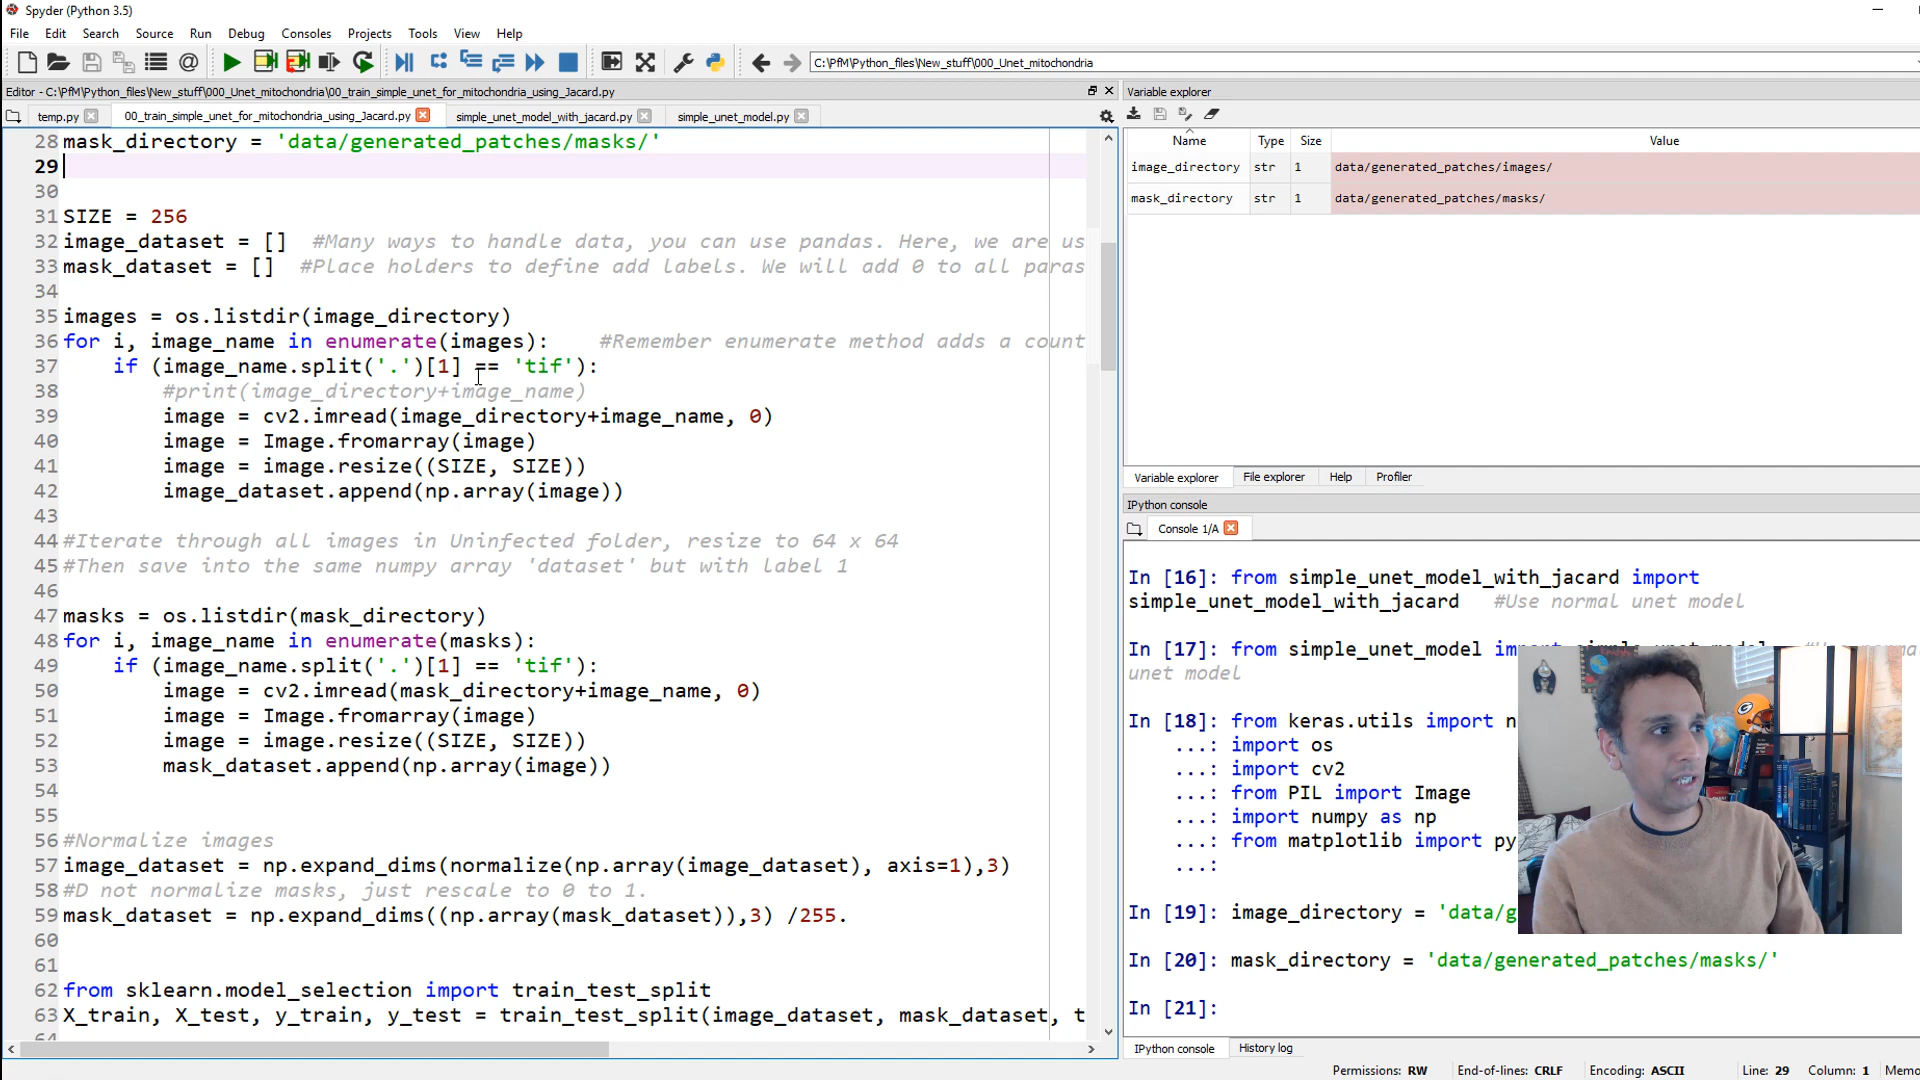 Spyder (Python 3.5)
File Edit Search Source Run Debug Consoles Projects Tools View Help
C:\PfM\Python_files\New_stuff\000_Unet_mitochondria
Editor - C:\PfM\Python_files\New_stuff\000_Unet_mitochondria\00_train_simple_unet_for_mitochondria_using_Jacard.py
temp.py 00_train_simple_unet_for_mitochondria_using_Jacard.py simple_unet_model_with_jacard.py simple_unet_model.py
28 mask_directory = 'data/generated_patches/masks/'
29
30
31 SIZE = 256
32 image_dataset = []  #Many ways to handle data, you can use pandas. Here, we are us
33 mask_dataset = []  #Place holders to define add labels. We will add 0 to all paras
34
35 images = os.listdir(image_directory)
36 for i, image_name in enumerate(images):    #Remember enumerate method adds a count
37     if (image_name.split('.')[1] == 'tif'):
38         #print(image_directory+image_name)
39         image = cv2.imread(image_directory+image_name, 0)
40         image = Image.fromarray(image)
41         image = image.resize((SIZE, SIZE))
42         image_dataset.append(np.array(image))
43
44 #Iterate through all images in Uninfected folder, resize to 64 x 64
45 #Then save into the same numpy array 'dataset' but with label 1
46
47 masks = os.listdir(mask_directory)
48 for i, image_name in enumerate(masks):
49     if (image_name.split('.')[1] == 'tif'):
50         image = cv2.imread(mask_directory+image_name, 0)
51         image = Image.fromarray(image)
52         image = image.resize((SIZE, SIZE))
53         mask_dataset.append(np.array(image))
54
55
56 #Normalize images
57 image_dataset = np.expand_dims(normalize(np.array(image_dataset), axis=1),3)
58 #D not normalize masks, just rescale to 0 to 1.
59 mask_dataset = np.expand_dims((np.array(mask_dataset)),3) /255.
60
61
62 from sklearn.model_selection import train_test_split
63 X_train, X_test, y_train, y_test = train_test_split(image_dataset, mask_dataset, t
Variable explorer
Name Type Size Value
image_directory str 1 data/generated_patches/images/
mask_directory str 1 data/generated_patches/masks/
Variable explorer File explorer Help Profiler
IPython console
Console 1/A
In [16]: from simple_unet_model_with_jacard import
simple_unet_model_with_jacard   #Use normal unet model
In [17]: from simple_unet_model
unet model
In [18]: from keras.utils import n
...: import os
...: import cv2
...: from PIL import Image
...: import numpy as np
...: from matplotlib import py
...:
In [19]: image_directory = 'data/g
In [20]: mask_directory = 'data/generated_patches/masks/'
In [21]:
IPython console History log
Permissions: RW End-of-lines: CRLF Encoding: ASCII Line: 29 Column: 1 Memo